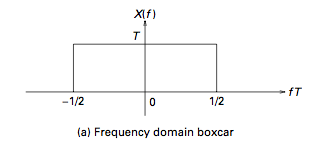 X(f)
T
fT
−1/2
0
1/2
(a) Frequency domain boxcar